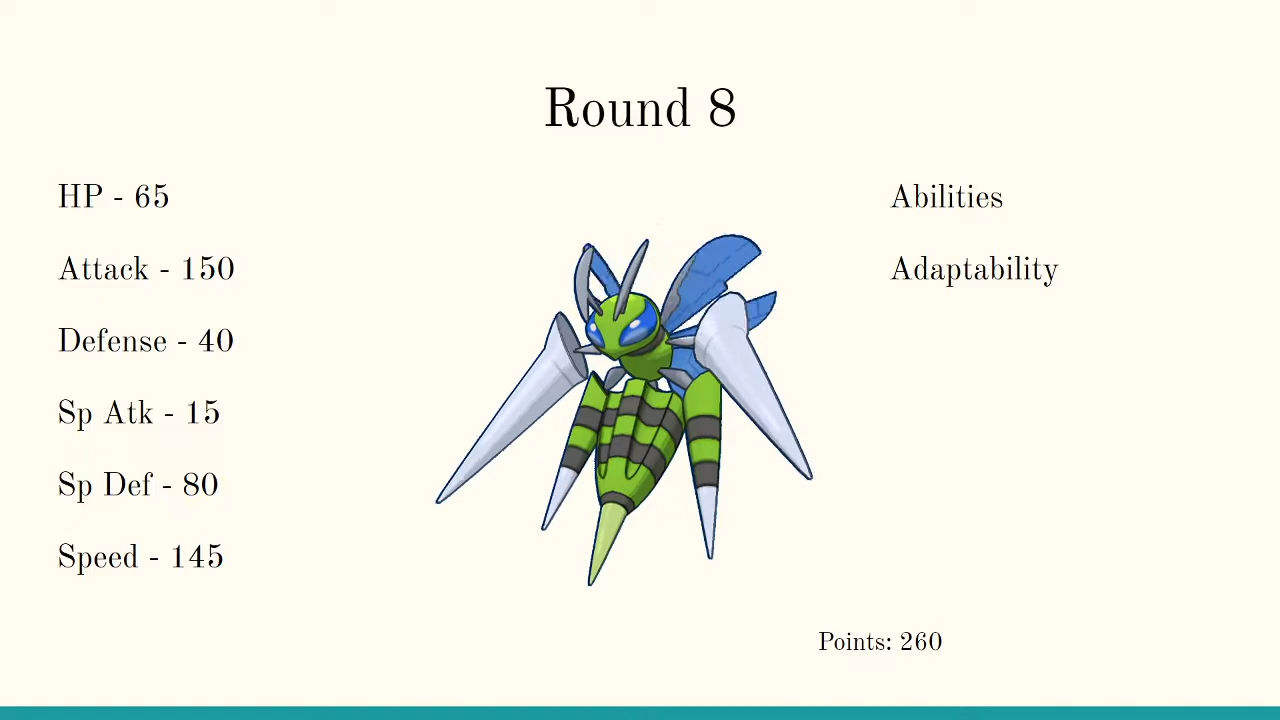 Round 8
HP - 65
Attack - 150
Defense - 40
Sp Atk - 15
Sp Def - 80
Speed - 145
Abilities
Adaptability
Points: 260